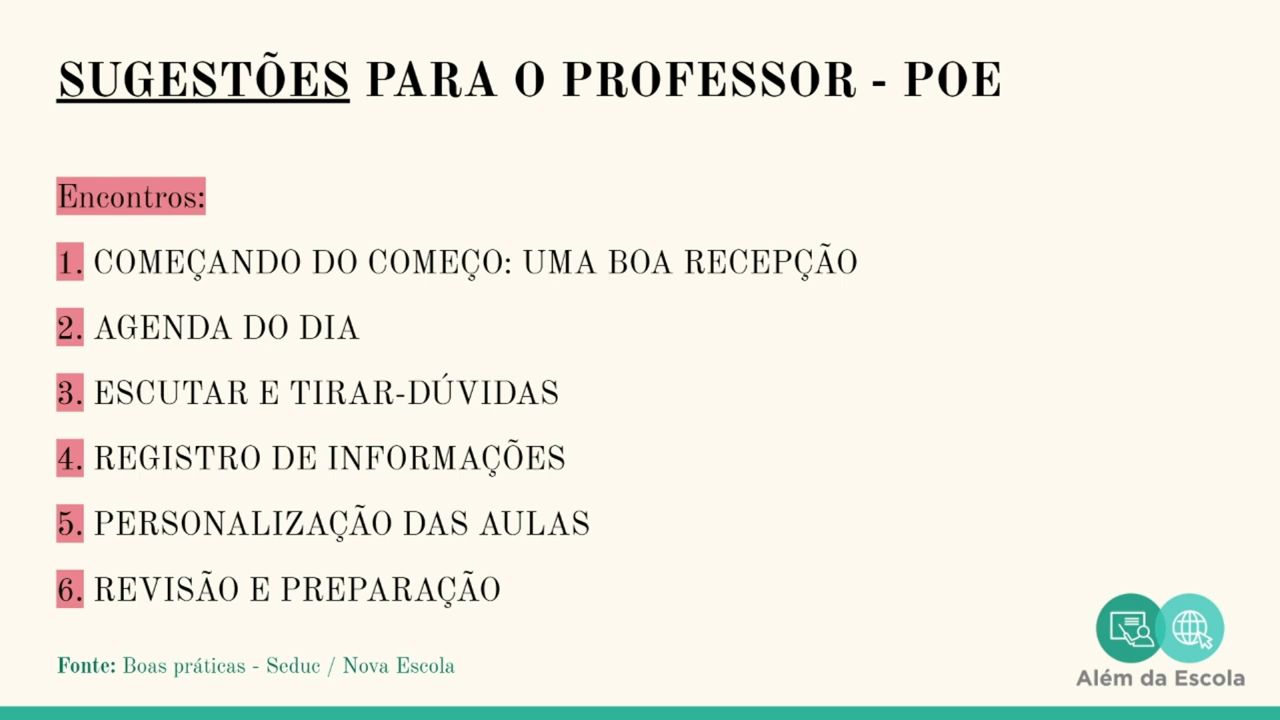 SUGESTÕES PARA O PROFESSOR - POE
Encontros:
1. COMEÇANDO DO COMEÇO: UMA BOA RECEPÇÃO
2. AGENDA DO DIA
3. ESCUTAR E TIRAR-DÚVIDAS
4. REGISTRO DE INFORMAÇÕES
5. PERSONALIZAÇÃO DAS AULAS
6. REVISÃO E PREPARAÇÃO
Fonte: Boas práticas - Seduc / Nova Escola
Além da Escola